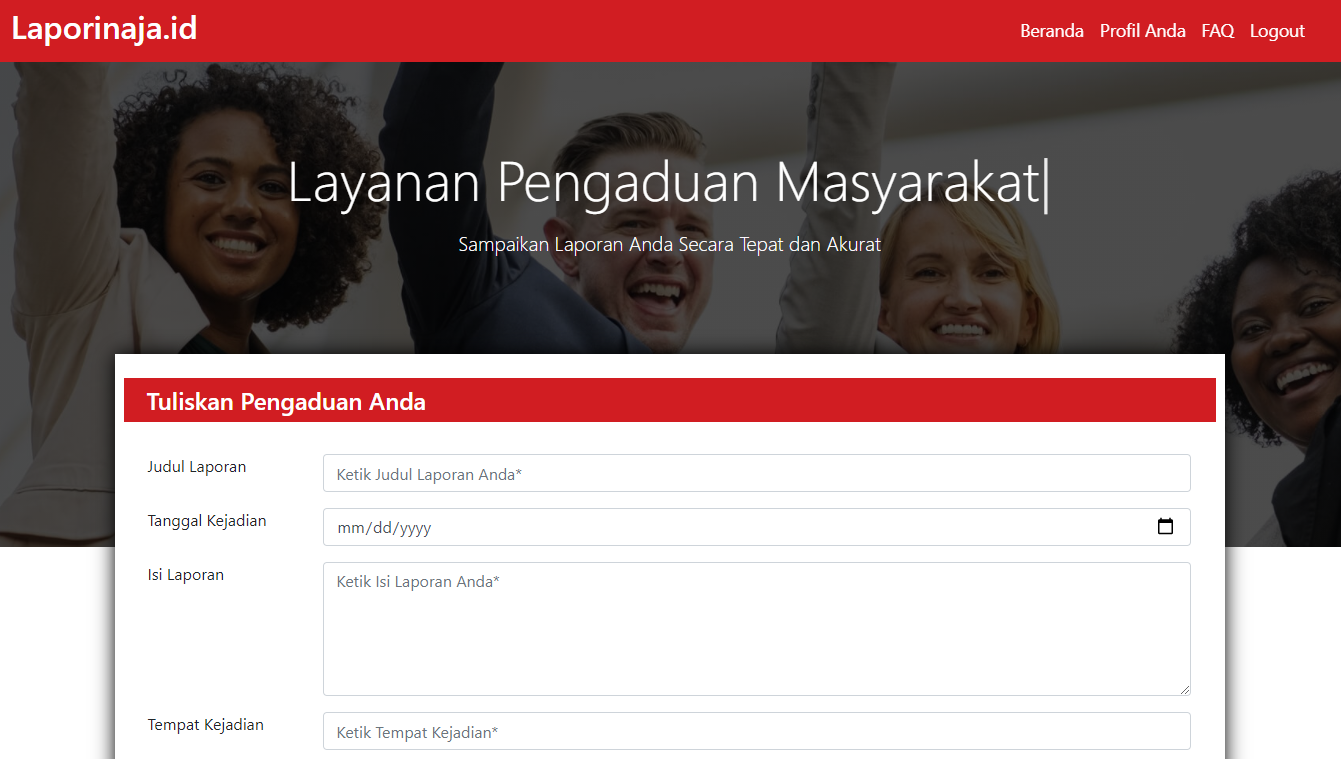 Laporinaja.id
Beranda Profil Anda FAQ Logout
Layanan Pengaduan Masyarakat|
Sampaikan Laporan Anda Secara Tepat dan Akurat
Tuliskan Pengaduan Anda
Judul Laporan
Ketik Judul Laporan Anda*
Tanggal Kejadian
mm/dd/yyyy
Isi Laporan
Ketik Isi Laporan Anda*
Tempat Kejadian
Ketik Tempat Kejadian*